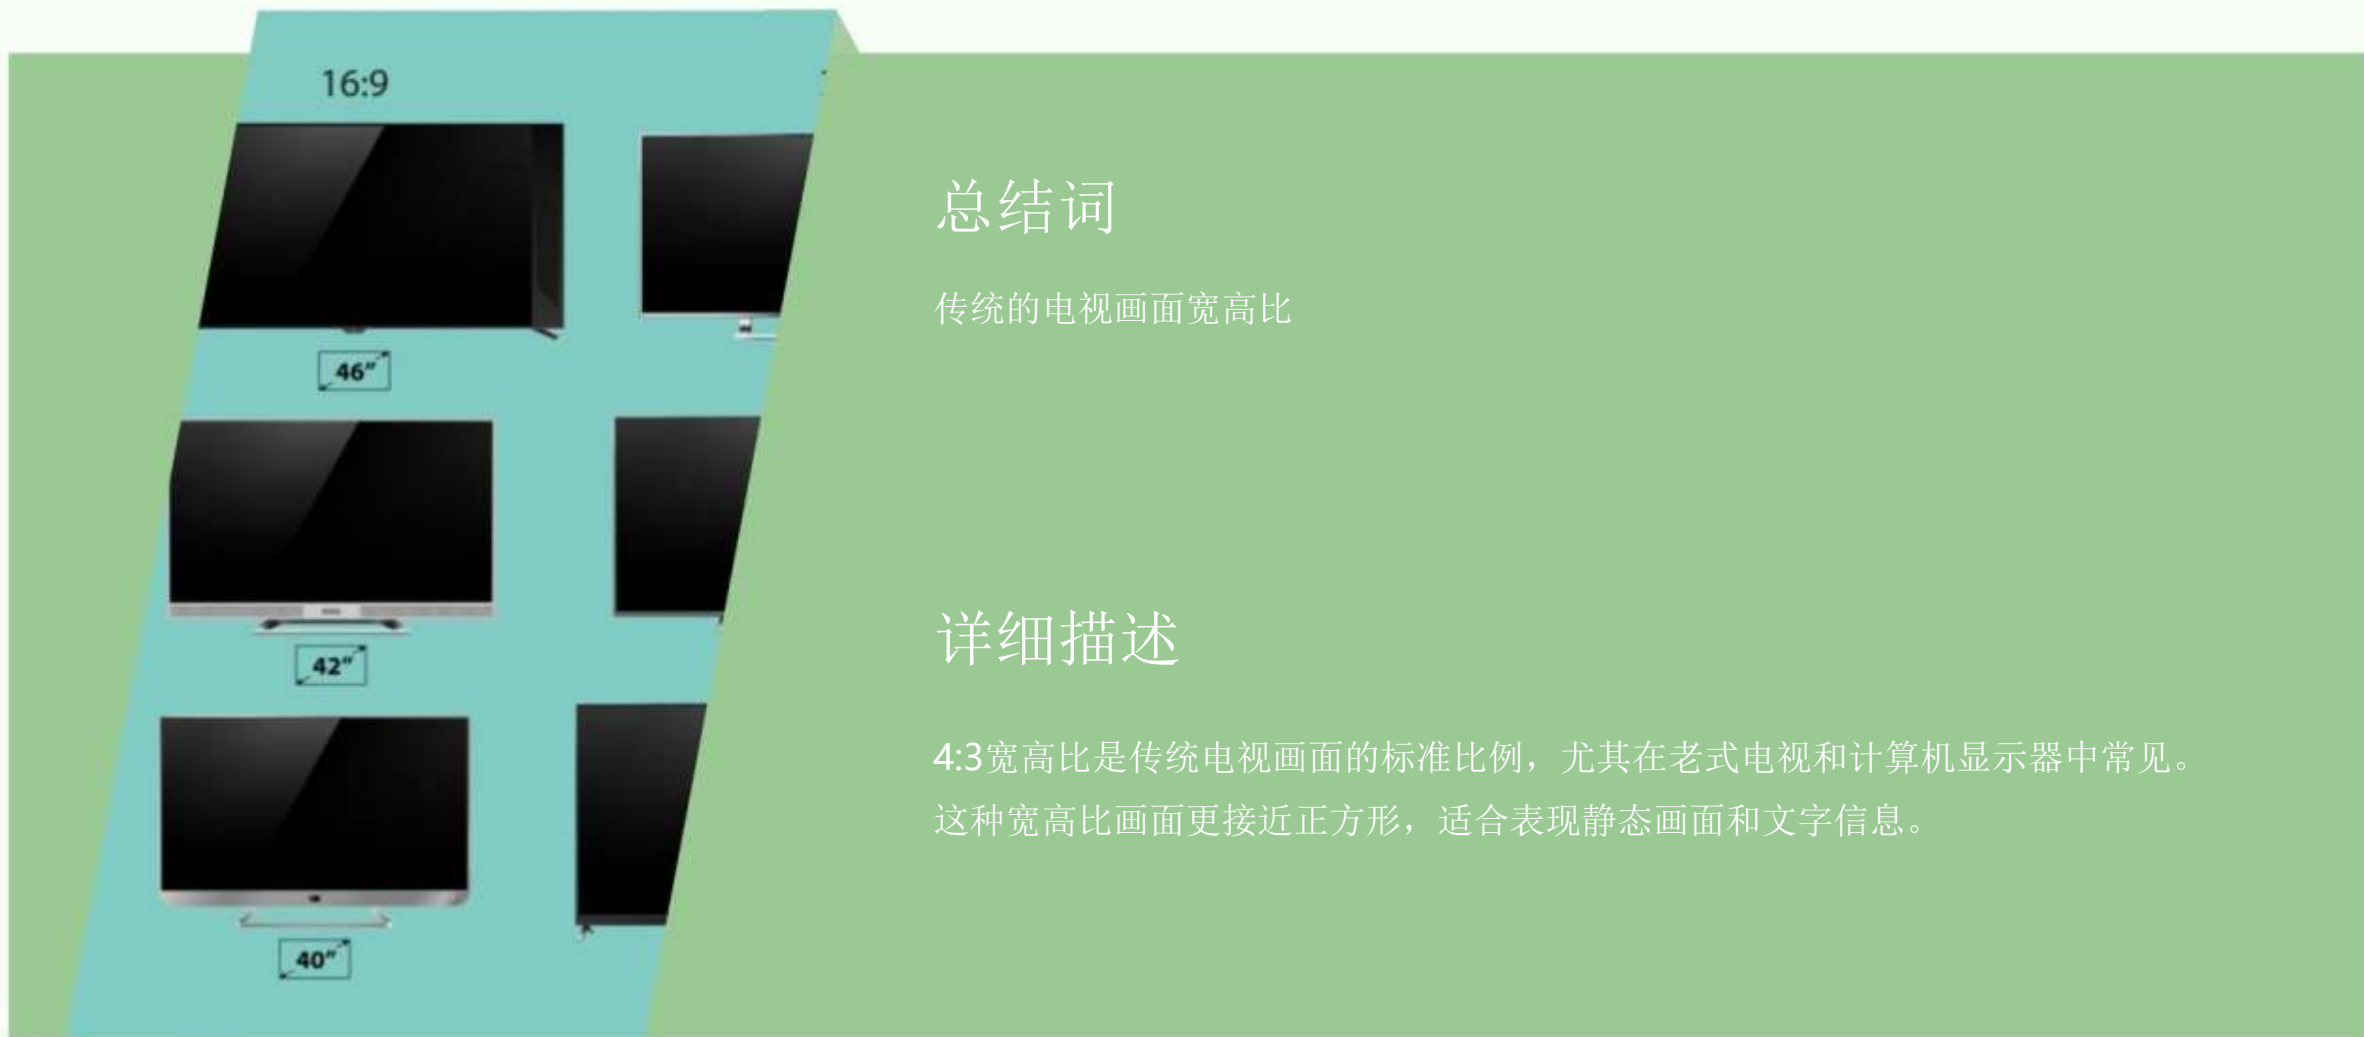 16:9
46″
42″
40″
总结词
传统的电视画面宽高比
详细描述
4:3宽高比是传统电视画面的标准比例，尤其在老式电视和计算机显示器中常见。
这种宽高比画面更接近正方形，适合表现静态画面和文字信息。